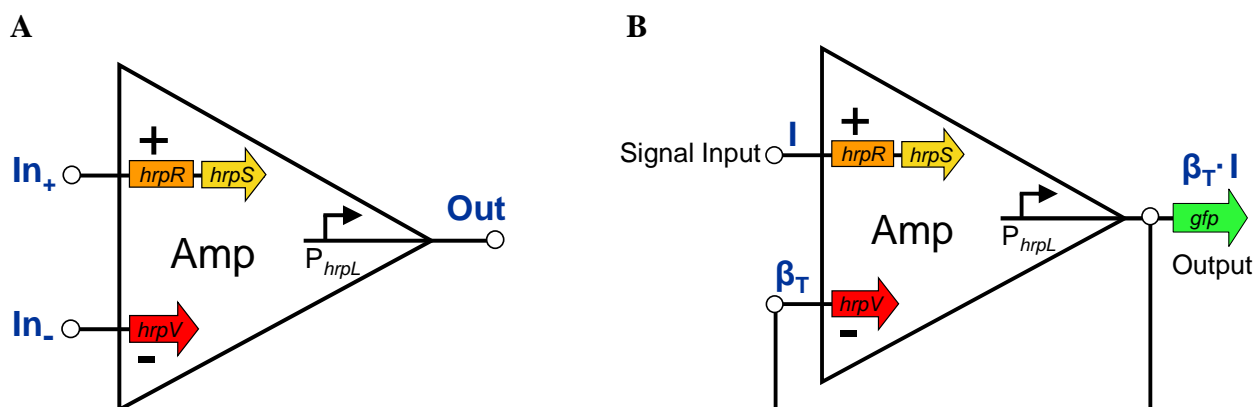 A
B
+
In+
hrpR
hrpS
Out
Amp
PhrpL
In-
hrpV
-
I
+
Signal Input
hrpR
hrpS
βT· I
Amp
PhrpL
gfp
Output
βT
hrpV
-